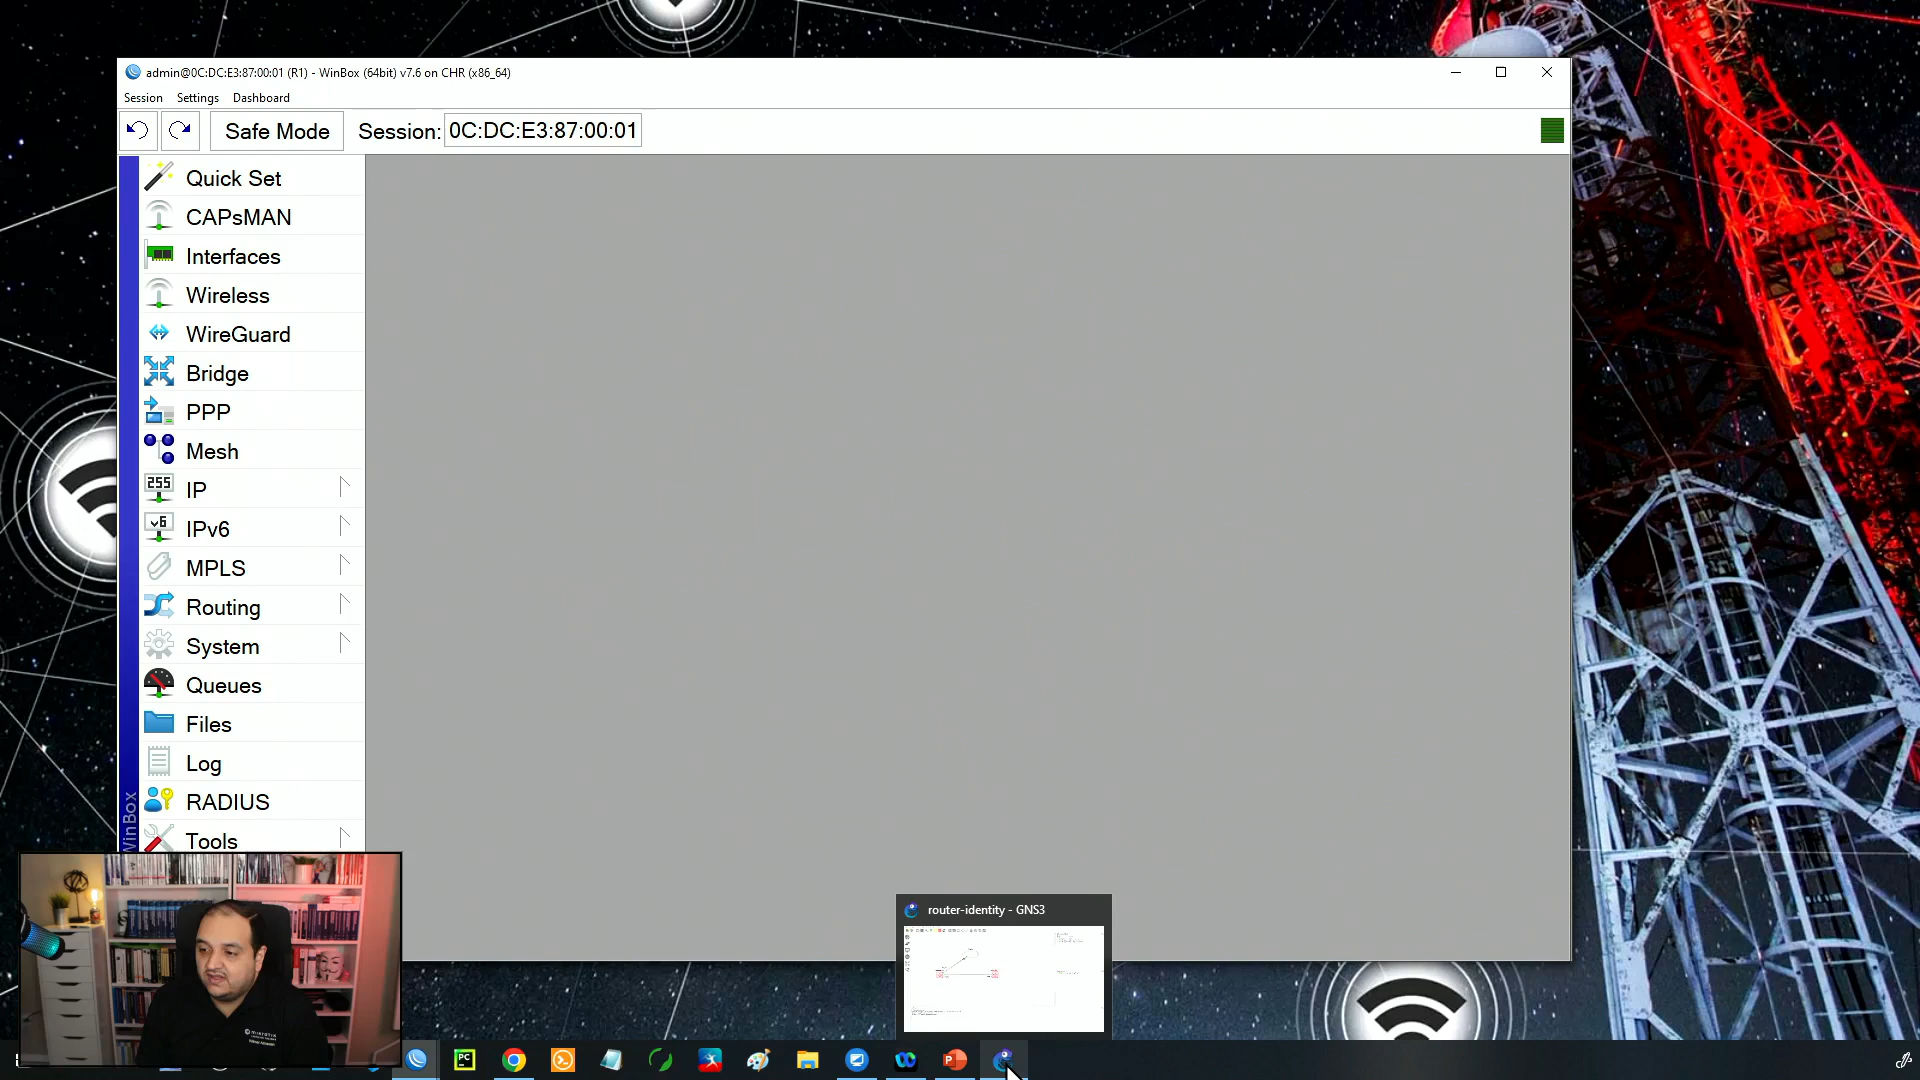 admin@0C:DC:E3:87:00:01 (R1) - WinBox (64bit) v7.6 on CHR (x86_64)
Session Settings Dashboard
Safe Mode Session: 0C:DC:E3:87:00:01
Quick Set
CAPsMAN
Interfaces
Wireless
WireGuard
Bridge
PPP
Mesh
255 IP
v6 IPv6
MPLS
Routing
System
Queues
Files
Log
RADIUS
Tools
WinBox
router-identity - GNS3
mikrotik
PC